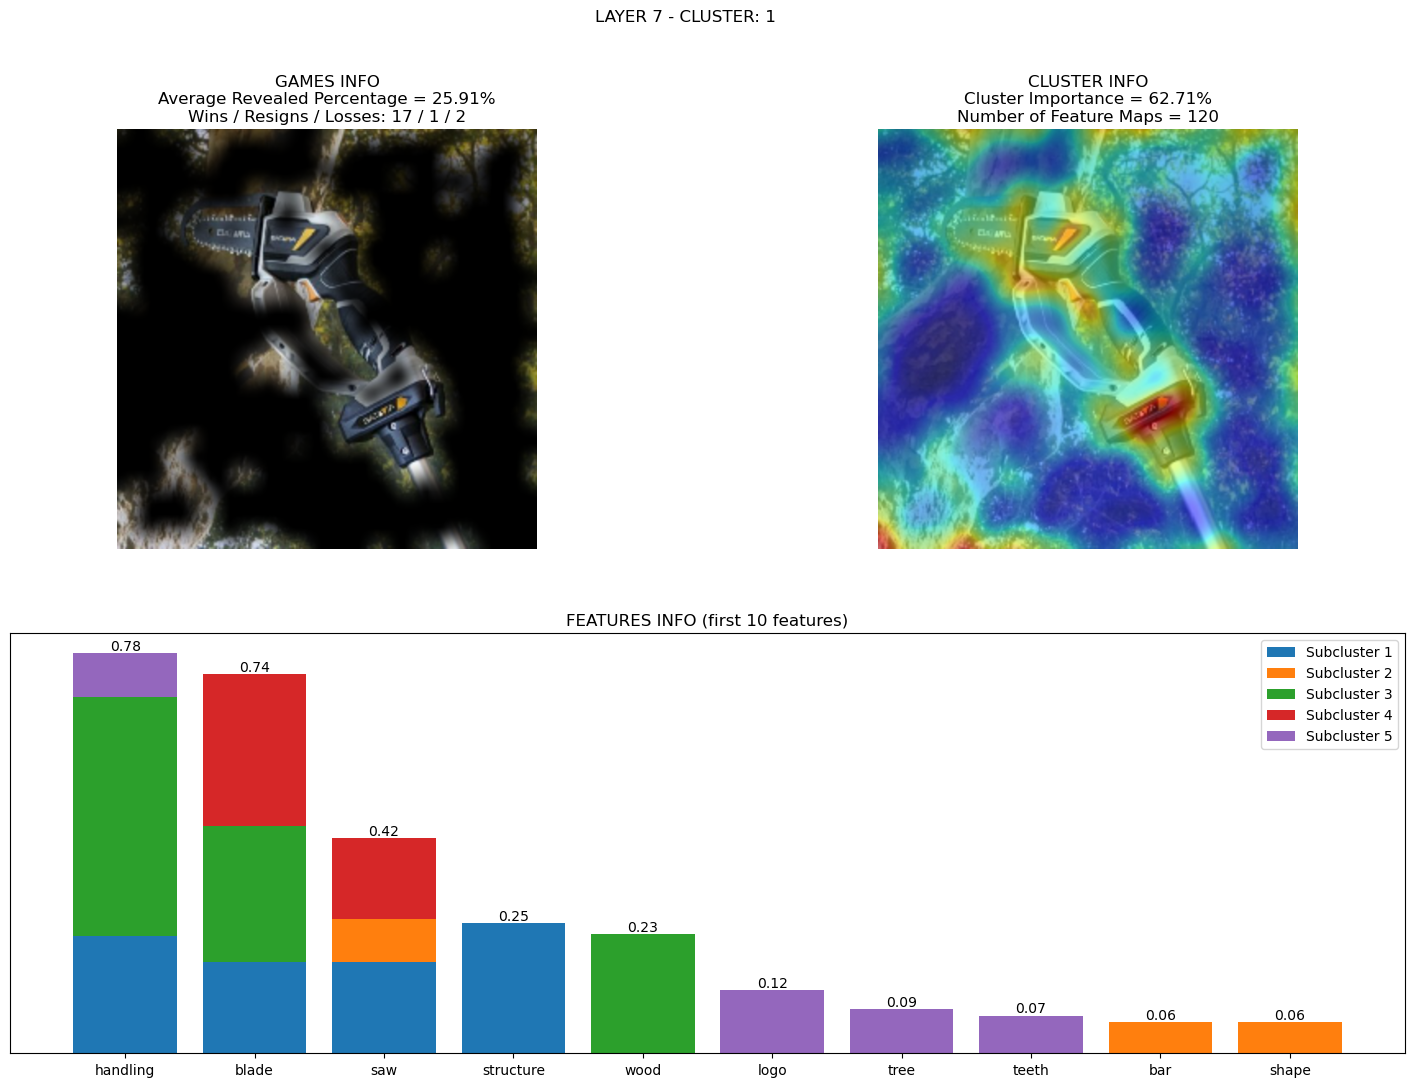 LAYER 7 - CLUSTER: 1
GAMES INFO
Average Revealed Percentage = 25.91%
Wins / Resigns / Losses: 17 / 1 / 2
CLUSTER INFO
Cluster Importance = 62.71%
Number of Feature Maps = 120
FEATURES INFO (first 10 features)
0.78
0.74
0.42
0.25
0.23
0.12
0.09
0.07
0.06
0.06
Subcluster 1
Subcluster 2
Subcluster 3
Subcluster 4
Subcluster 5
handling
blade
saw
structure
wood
logo
tree
teeth
bar
shape